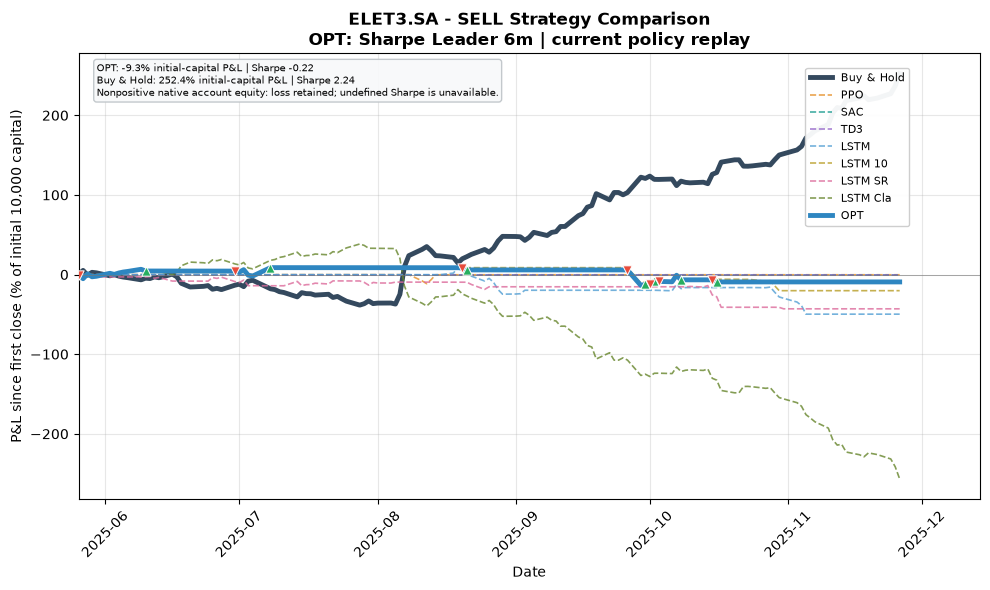 ELET3.SA - SELL Strategy Comparison
OPT: Sharpe Leader 6m | current policy replay
OPT: -9.3% initial-capital P&L | Sharpe -0.22
Buy & Hold: 252.4% initial-capital P&L | Sharpe 2.24
Nonpositive native account equity: loss retained; undefined Sharpe is unavailable.
Buy & Hold
PPO
SAC
TD3
LSTM
LSTM 10
LSTM SR
LSTM Cla
OPT
P&L since first close (% of initial 10,000 capital)
200
100
0
−100
−200
2025-06
2025-07
2025-08
2025-09
2025-10
2025-11
2025-12
Date